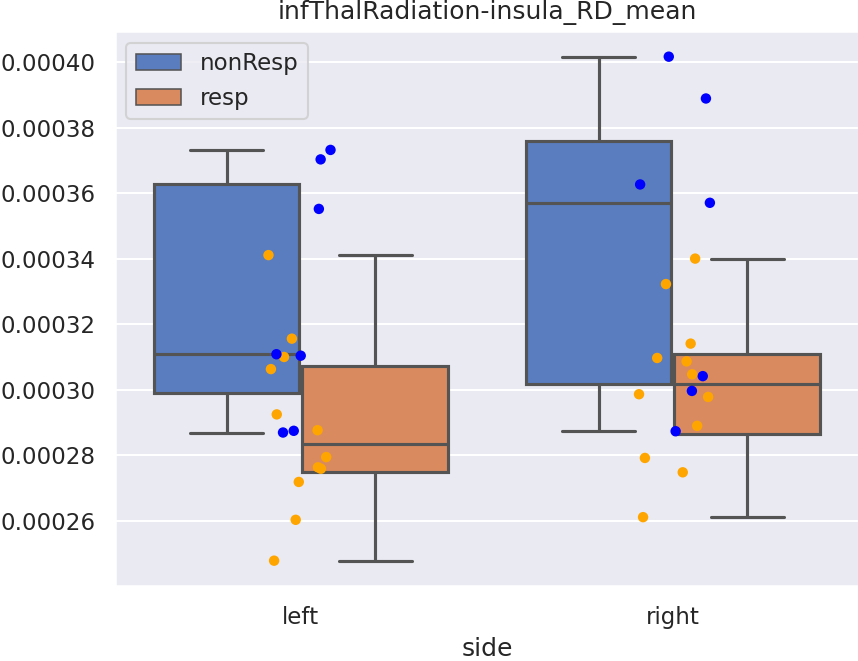 infThalRadiation-insula_RD_mean
nonResp
resp
0.00040
0.00038
0.00036
0.00034
0.00032
0.00030
0.00028
0.00026
left
right
side